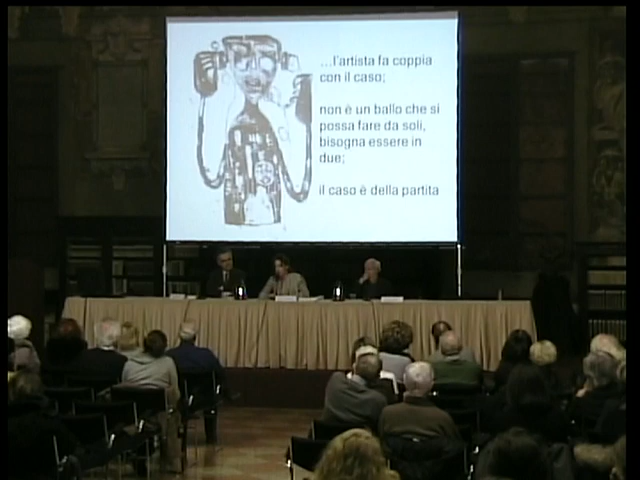 ...l'artista fa coppia
con il caso;
non è un ballo che si
possa fare da soli,
bisogna essere in
due;
il caso è della partita